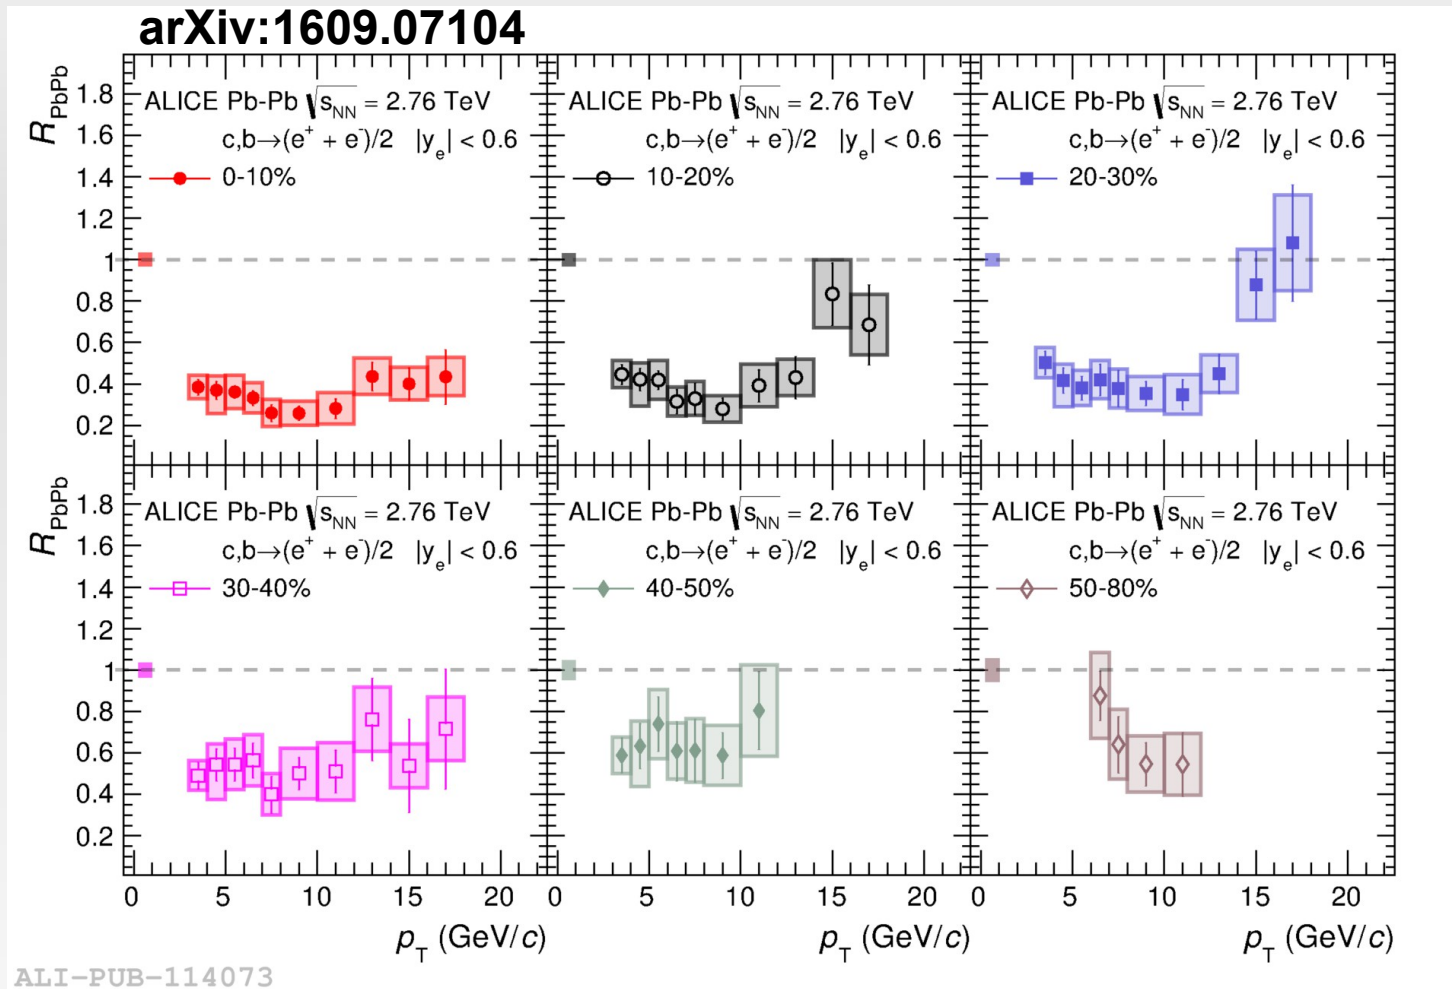 arXiv:1609.07104
R_PbPb
1.8
1.6
1.4
1.2
1
0.8
0.6
0.4
0.2
ALICE Pb-Pb √s_NN = 2.76 TeV
c,b→(e⁺ + e⁻)/2 |y_e| < 0.6
0-10%
ALICE Pb-Pb √s_NN = 2.76 TeV
c,b→(e⁺ + e⁻)/2 |y_e| < 0.6
10-20%
ALICE Pb-Pb √s_NN = 2.76 TeV
c,b→(e⁺ + e⁻)/2 |y_e| < 0.6
20-30%
R_PbPb
1.8
1.6
1.4
1.2
1
0.8
0.6
0.4
0.2
ALICE Pb-Pb √s_NN = 2.76 TeV
c,b→(e⁺ + e⁻)/2 |y_e| < 0.6
30-40%
ALICE Pb-Pb √s_NN = 2.76 TeV
c,b→(e⁺ + e⁻)/2 |y_e| < 0.6
40-50%
ALICE Pb-Pb √s_NN = 2.76 TeV
c,b→(e⁺ + e⁻)/2 |y_e| < 0.6
50-80%
0 5 10 15 20 0 5 10 15 20 0 5 10 15 20
p_T (GeV/c) p_T (GeV/c) p_T (GeV/c)
ALI-PUB-114073